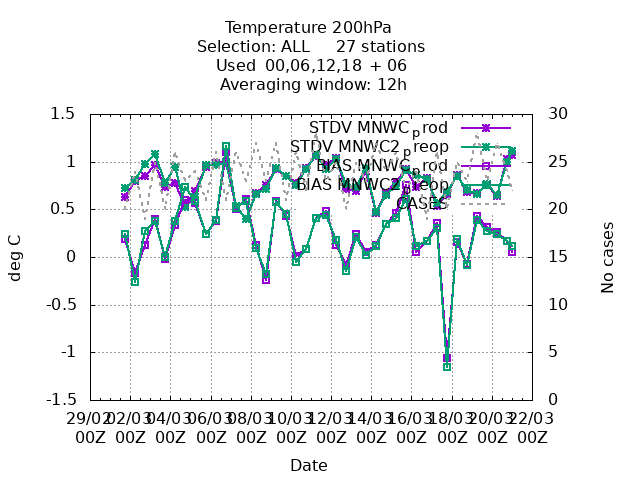 Temperature 200hPa
Selection: ALL 27 stations
Used 00,06,12,18 + 06
Averaging window: 12h
STDV MNWC_prod
STDV MNWC2_preop
BIAS MNWC_prod
BIAS MNWC2_preop
CASES
1.5
1
0.5
0
-0.5
-1
-1.5
deg C
30
25
20
15
10
5
0
No cases
29/02 02/03 04/03 06/03 08/03 10/03 12/03 14/03 16/03 18/03 20/03 22/03
00Z 00Z 00Z 00Z 00Z 00Z 00Z 00Z 00Z 00Z 00Z 00Z
Date